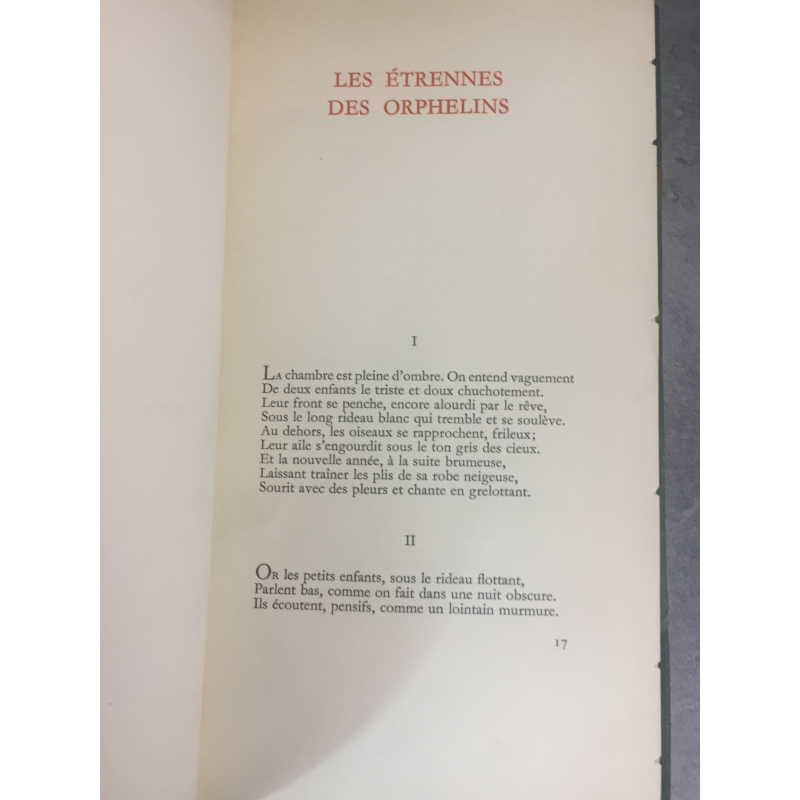 LES ÉTRENNES
DES ORPHELINS
I
LA chambre est pleine d'ombre. On entend vaguement
De deux enfants le triste et doux chuchotement.
Leur front se penche, encore alourdi par le rêve,
Sous le long rideau blanc qui tremble et se soulève.
Au dehors, les oiseaux se rapprochent, frileux;
Leur aile s'engourdit sous le ton gris des cieux.
Et la nouvelle année, à la suite brumeuse,
Laissant traîner les plis de sa robe neigeuse,
Sourit avec des pleurs et chante en grelottant.
II
OR les petits enfants, sous le rideau flottant,
Parlent bas, comme on fait dans une nuit obscure.
Ils écoutent, pensifs, comme un lointain murmure.
17